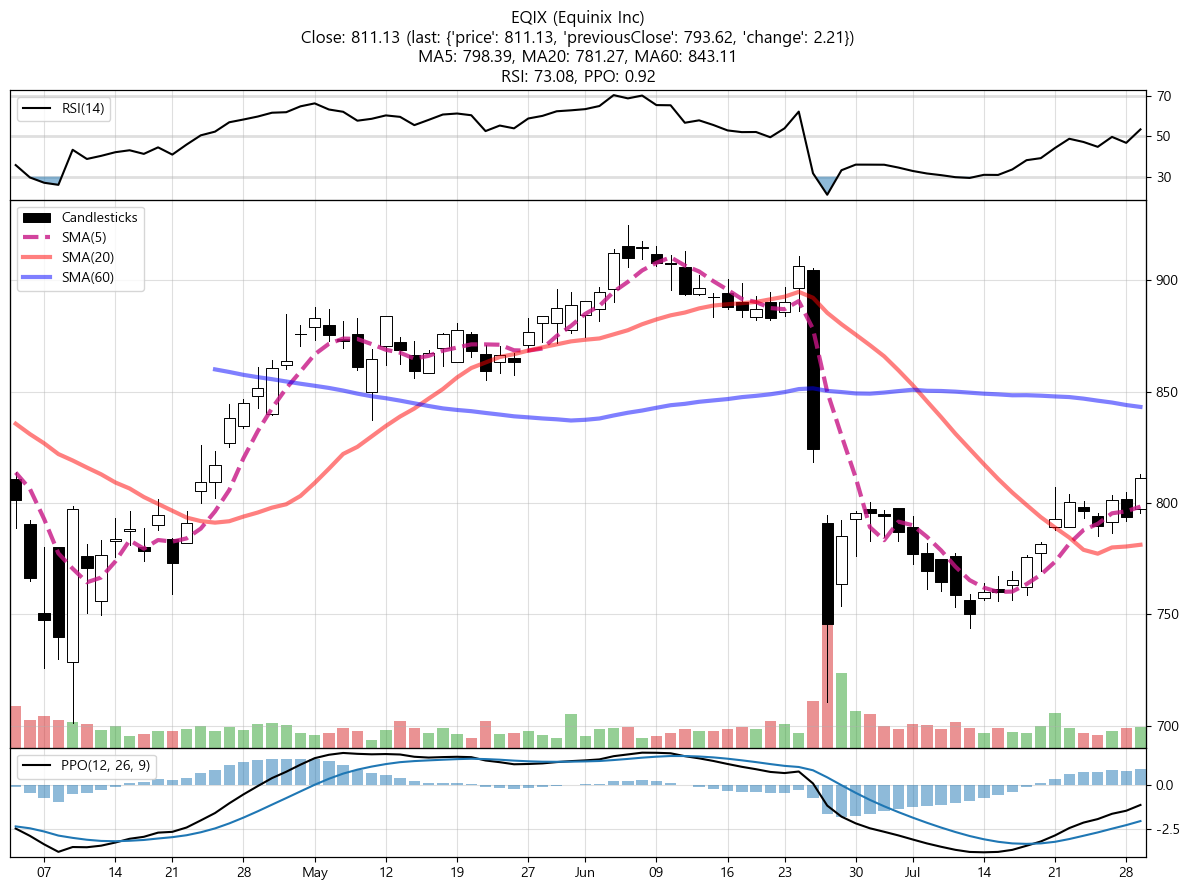 EQIX (Equinix Inc)
Close: 811.13 (last: {'price': 811.13, 'previousClose': 793.62, 'change': 2.21})
MA5: 798.39, MA20: 781.27, MA60: 843.11
RSI: 73.08, PPO: 0.92
RSI(14)
70
50
30
Candlesticks
SMA(5)
SMA(20)
SMA(60)
900
850
800
750
700
PPO(12, 26, 9)
0.0
−2.5
07 14 21 28 May 12 19 27 Jun 09 16 23 30 Jul 14 21 28